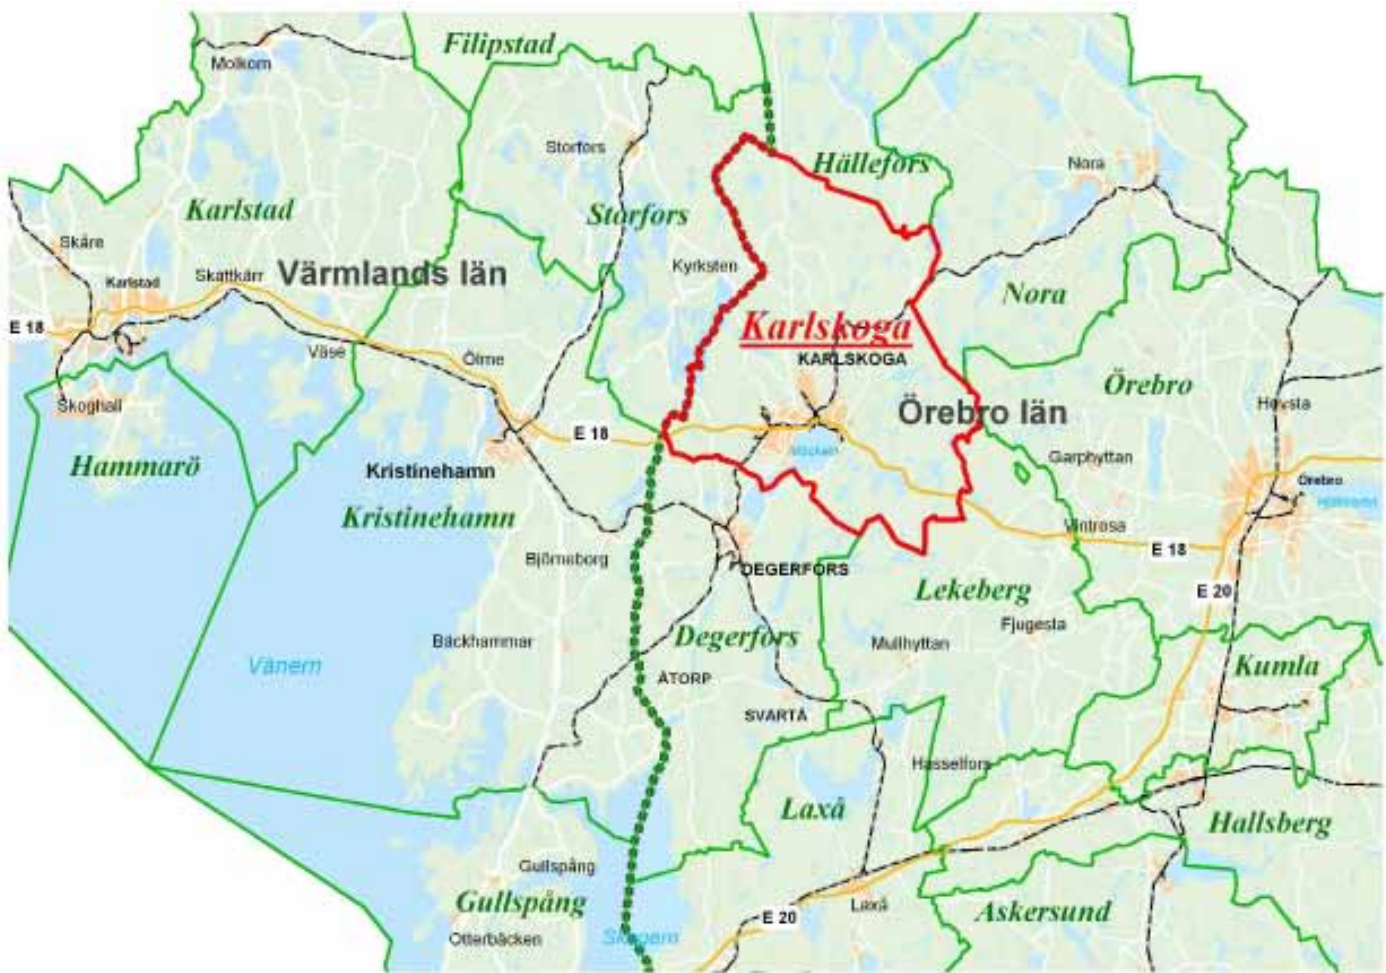 Filipstad
Molkom
Storfors
Hällefors
Nora
Karlstad
Storfors
Skåre
Karlstad
Skattkärr
Värmlands län
Kyrksten
Nora
E 18
Väse
Ölme
Karlskoga
KARLSKOGA
Örebro
Skoghall
Örebro län
Hovsta
E 18
Möckeln
Hammarö
Kristinehamn
Garphyttan
Örebro
Kristinehamn
Vintrosa
E 18
Björneborg
DEGERFORS
Lekeberg
E 20
Bäckhammar
Degerfors
Mullhyttan
Fjugesta
Vänern
ÅTORP
Kumla
SVARTÅ
Hasselfors
Laxå
Hallsberg
Gullspång
Gullspång
Laxå
Askersund
E 20
Otterbäcken
Skagern